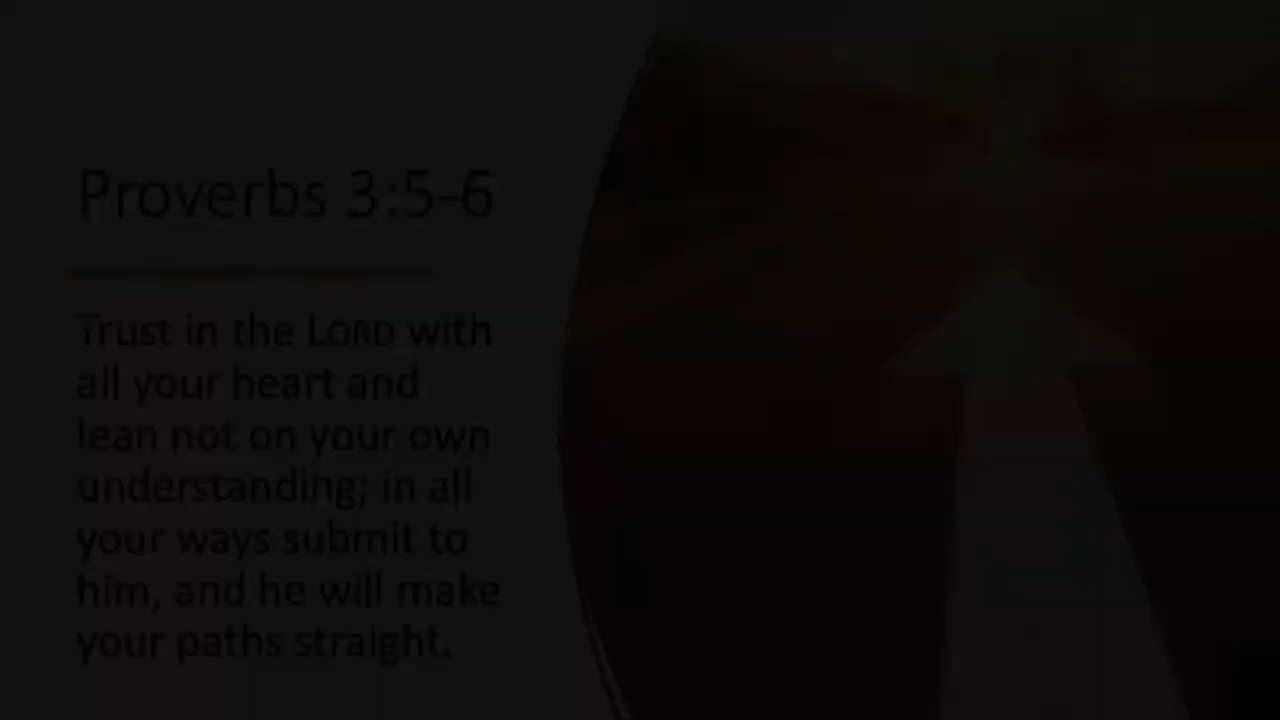 Proverbs 3:5-6
Trust in the LORD with
all your heart and
lean not on your own
understanding; in all
your ways submit to
him, and he will make
your paths straight.